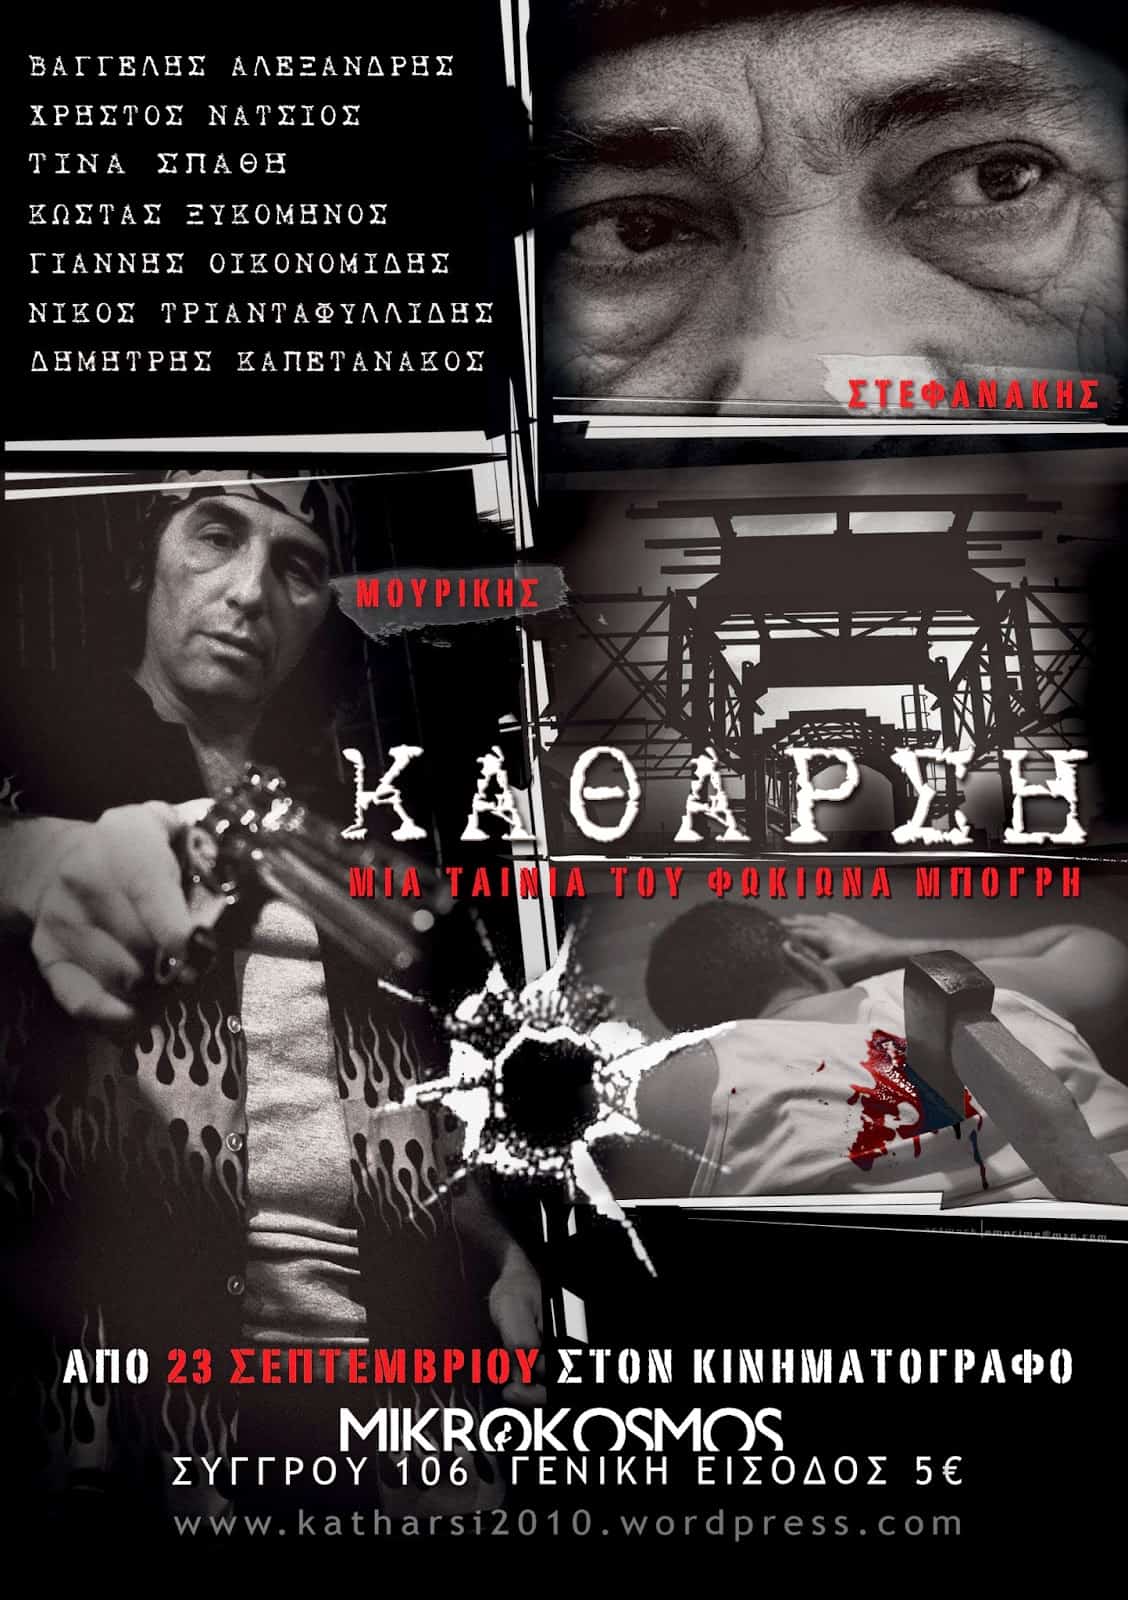 ΒΑΓΓΕΛΗΣ ΑΛΕΞΑΝΔΡΗΣ
ΧΡΗΣΤΟΣ ΝΑΤΣΙΟΣ
ΤΙΝΑ ΣΠΑΘΗ
ΚΩΣΤΑΣ ΞΥΚΟΜΗΝΟΣ
ΓΙΑΝΝΗΣ ΟΙΚΟΝΟΜΙΔΗΣ
ΝΙΚΟΣ ΤΡΙΑΝΤΑΦΥΛΛΙΔΗΣ
ΔΗΜΗΤΡΗΣ ΚΑΠΕΤΑΝΑΚΟΣ
ΣΤΕΦΑΝΑΚΗΣ
ΜΟΥΡΙΚΗΣ
ΚΑΘΑΡΣΗ
ΜΙΑ ΤΑΙΝΙΑ ΤΟΥ ΦΩΚΙΩΝΑ ΜΠΟΓΡΗ
ΑΠΟ 23 ΣΕΠΤΕΜΒΡΙΟΥ ΣΤΟΝ ΚΙΝΗΜΑΤΟΓΡΑΦΟ
MIKROKOSMOS
ΣΥΓΓΡΟΥ 106 ΓΕΝΙΚΗ ΕΙΣΟΔΟΣ 5€
www.katharsi2010.wordpress.com